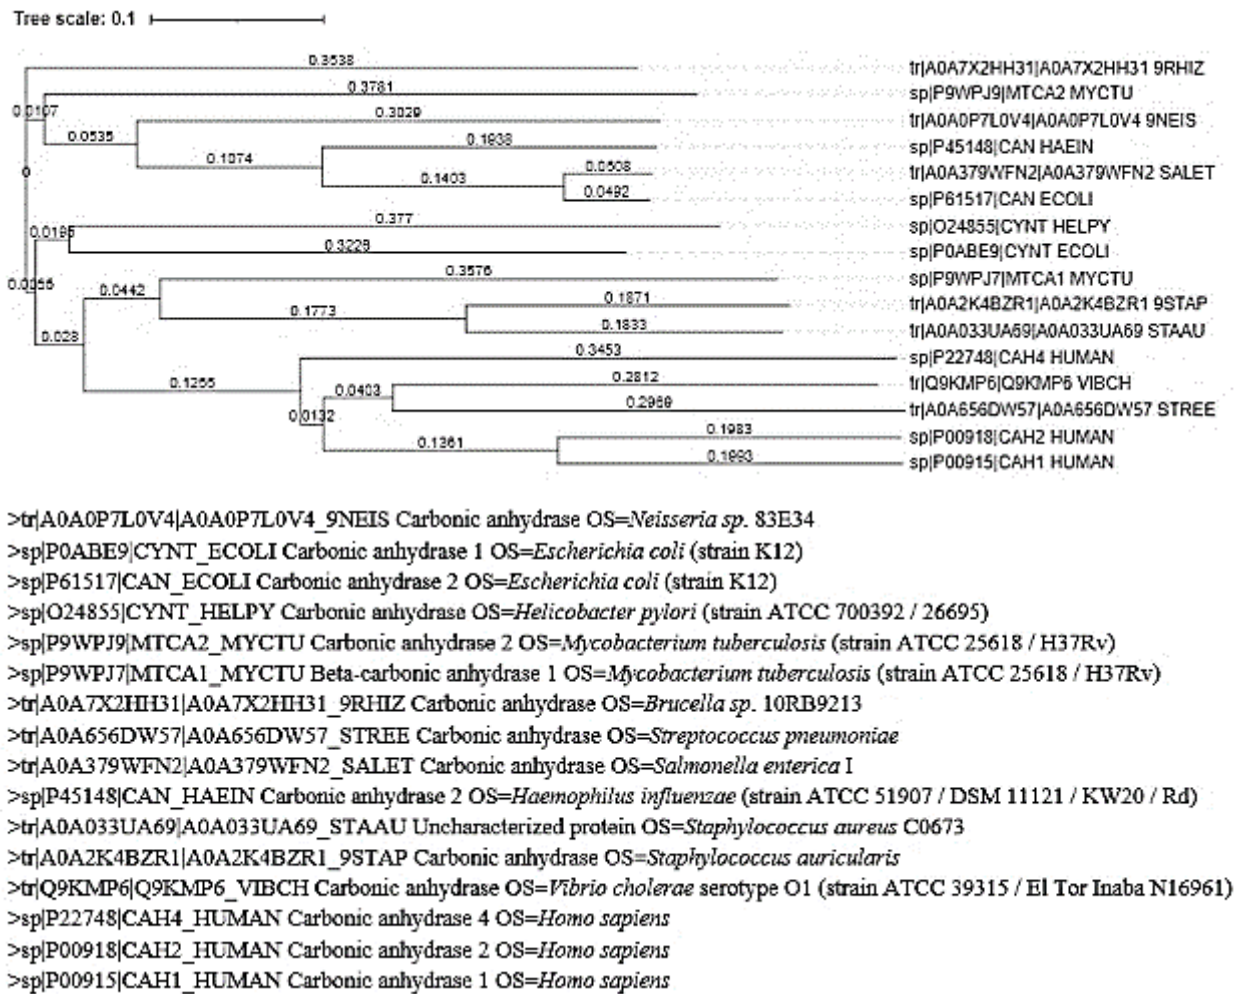 Tree scale: 0.1
0.3538
tr|A0A7X2HH31|A0A7X2HH31 9RHIZ
0.3781
sp|P9WPJ9|MTCA2 MYCTU
0.0107
0.3029
tr|A0A0P7L0V4|A0A0P7L0V4 9NEIS
0.0535
0.1938
sp|P45148|CAN HAEIN
0.1074
0.0508
tr|A0A379WFN2|A0A379WFN2 SALET
0
0.1403
0.0492
sp|P61517|CAN ECOLI
0.377
sp|O24855|CYNT HELPY
0.0195
0.3228
sp|P0ABE9|CYNT ECOLI
0.3576
sp|P9WPJ7|MTCA1 MYCTU
0.0442
0.1871
tr|A0A2K4BZR1|A0A2K4BZR1 9STAP
0.1773
0.1833
tr|A0A033UA69|A0A033UA69 STAAU
0.028
0.3453
sp|P22748|CAH4 HUMAN
0.1255
0.0403
0.2812
tr|Q9KMP6|Q9KMP6 VIBCH
0.2969
tr|A0A656DW57|A0A656DW57 STREE
0.0132
0.1983
sp|P00918|CAH2 HUMAN
0.1361
0.1993
sp|P00915|CAH1 HUMAN
>tr|A0A0P7L0V4|A0A0P7L0V4_9NEIS Carbonic anhydrase OS=Neisseria sp. 83E34
>sp|P0ABE9|CYNT_ECOLI Carbonic anhydrase 1 OS=Escherichia coli (strain K12)
>sp|P61517|CAN_ECOLI Carbonic anhydrase 2 OS=Escherichia coli (strain K12)
>sp|O24855|CYNT_HELPY Carbonic anhydrase OS=Helicobacter pylori (strain ATCC 700392 / 26695)
>sp|P9WPJ9|MTCA2_MYCTU Carbonic anhydrase 2 OS=Mycobacterium tuberculosis (strain ATCC 25618 / H37Rv)
>sp|P9WPJ7|MTCA1_MYCTU Beta-carbonic anhydrase 1 OS=Mycobacterium tuberculosis (strain ATCC 25618 / H37Rv)
>tr|A0A7X2HH31|A0A7X2HH31_9RHIZ Carbonic anhydrase OS=Brucella sp. 10RB9213
>tr|A0A656DW57|A0A656DW57_STREE Carbonic anhydrase OS=Streptococcus pneumoniae
>tr|A0A379WFN2|A0A379WFN2_SALET Carbonic anhydrase OS=Salmonella enterica I
>sp|P45148|CAN_HAEIN Carbonic anhydrase 2 OS=Haemophilus influenzae (strain ATCC 51907 / DSM 11121 / KW20 / Rd)
>tr|A0A033UA69|A0A033UA69_STAAU Uncharacterized protein OS=Staphylococcus aureus C0673
>tr|A0A2K4BZR1|A0A2K4BZR1_9STAP Carbonic anhydrase OS=Staphylococcus auricularis
>tr|Q9KMP6|Q9KMP6_VIBCH Carbonic anhydrase OS=Vibrio cholerae serotype O1 (strain ATCC 39315 / El Tor Inaba N16961)
>sp|P22748|CAH4_HUMAN Carbonic anhydrase 4 OS=Homo sapiens
>sp|P00918|CAH2_HUMAN Carbonic anhydrase 2 OS=Homo sapiens
>sp|P00915|CAH1_HUMAN Carbonic anhydrase 1 OS=Homo sapiens